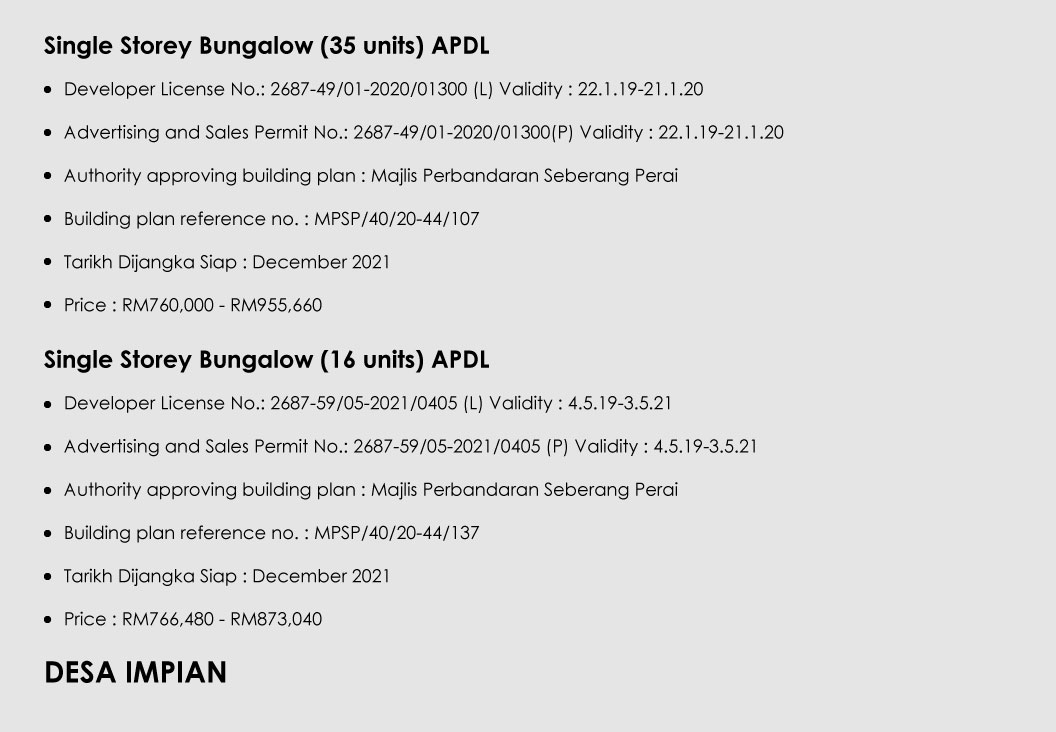 Single Storey Bungalow (35 units) APDL
• Developer License No.: 2687-49/01-2020/01300 (L) Validity : 22.1.19-21.1.20
• Advertising and Sales Permit No.: 2687-49/01-2020/01300(P) Validity : 22.1.19-21.1.20
• Authority approving building plan : Majlis Perbandaran Seberang Perai
• Building plan reference no. : MPSP/40/20-44/107
• Tarikh Dijangka Siap : December 2021
• Price : RM760,000 - RM955,660
Single Storey Bungalow (16 units) APDL
• Developer License No.: 2687-59/05-2021/0405 (L) Validity : 4.5.19-3.5.21
• Advertising and Sales Permit No.: 2687-59/05-2021/0405 (P) Validity : 4.5.19-3.5.21
• Authority approving building plan : Majlis Perbandaran Seberang Perai
• Building plan reference no. : MPSP/40/20-44/137
• Tarikh Dijangka Siap : December 2021
• Price : RM766,480 - RM873,040
DESA IMPIAN